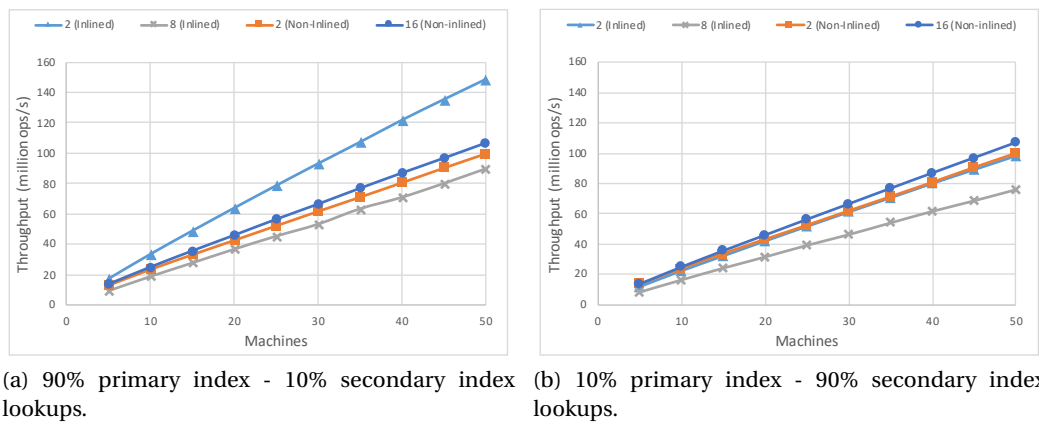 2 (Inlined) 8 (Inlined) 2 (Non-Inlined) 16 (Non-inlined)
160
140
120
100
80
60
40
20
0
Throughput (million ops/s)
0 10 20 30 40 50
Machines
(a) 90% primary index - 10% secondary index
lookups.
2 (Inlined) 8 (Inlined) 2 (Non-Inlined) 16 (Non-inlined)
160
140
120
100
80
60
40
20
0
Throughput (million ops/s)
0 10 20 30 40 50
Machines
(b) 10% primary index - 90% secondary index
lookups.